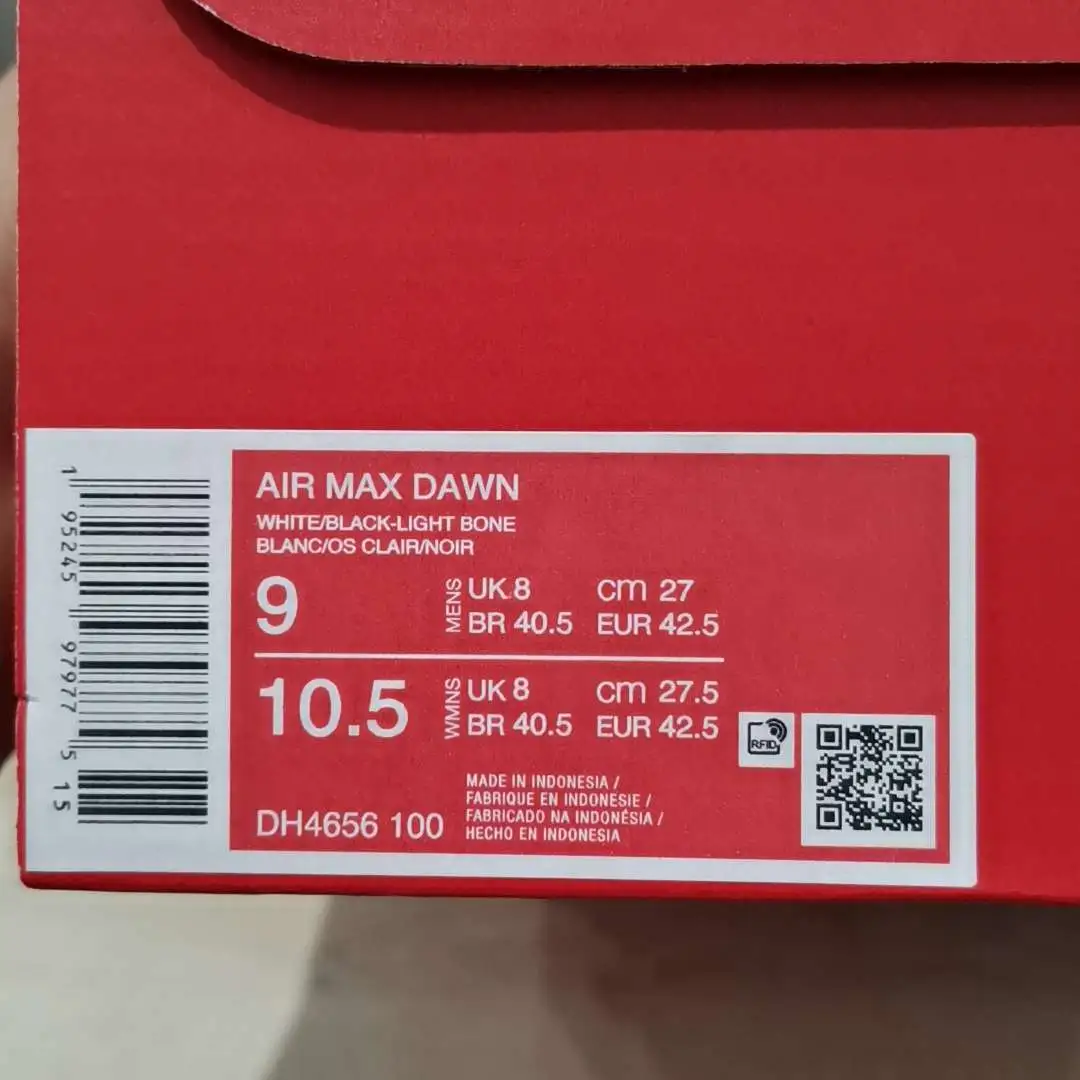 AIR MAX DAWN
WHITE/BLACK-LIGHT BONE
BLANC/OS CLAIR/NOIR
9
MENS
UK 8 cm 27
BR 40.5 EUR 42.5
10.5
WMNS
UK 8 cm 27.5
BR 40.5 EUR 42.5
RFID
MADE IN INDONESIA /
FABRIQUE EN INDONESIE /
FABRICADO NA INDONÉSIA /
HECHO EN INDONESIA
DH4656 100
1 95245 97977 5 15